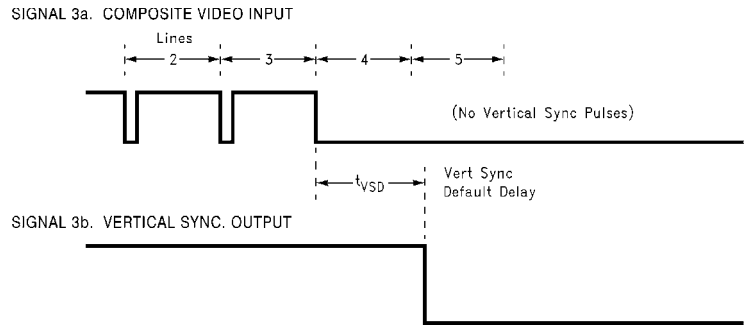 SIGNAL 3a. COMPOSITE VIDEO INPUT
Lines
2 3 4 5
(No Vertical Sync Pulses)
tVSD
Vert Sync
Default Delay
SIGNAL 3b. VERTICAL SYNC. OUTPUT